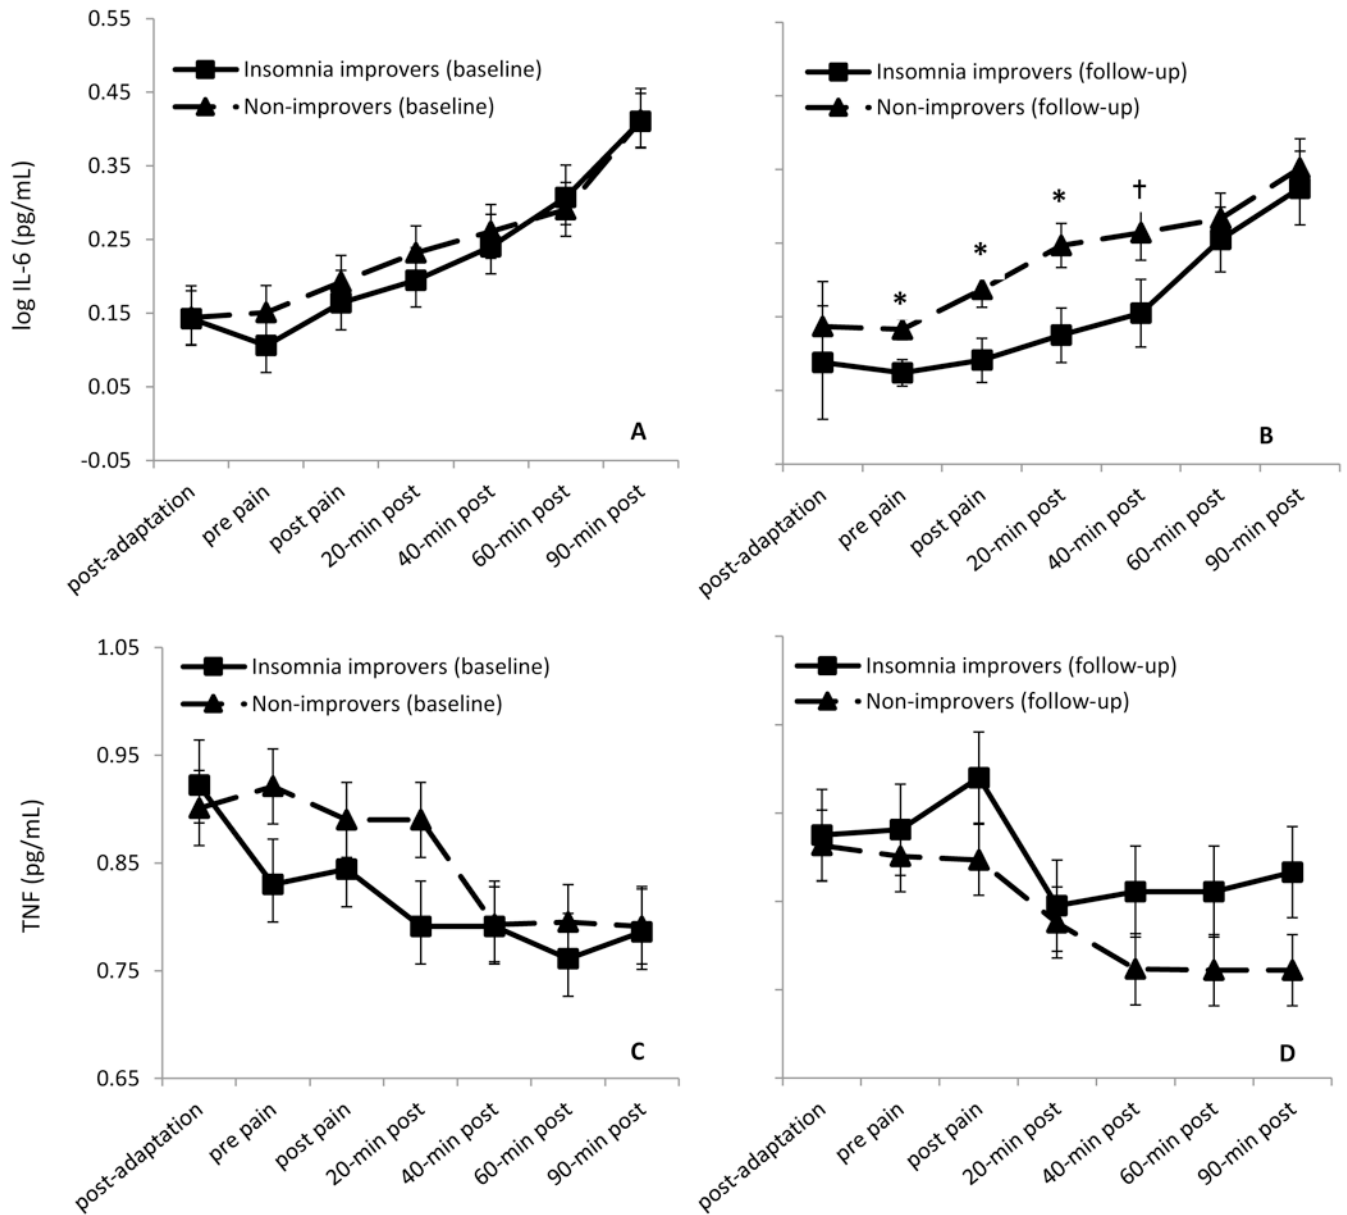 0.55
0.45
0.35
0.25
0.15
0.05
-0.05
log IL-6 (pg/mL)
Insomnia improvers (baseline)
Non-improvers (baseline)
A
post-adaptation
pre pain
post pain
20-min post
40-min post
60-min post
90-min post
Insomnia improvers (follow-up)
Non-improvers (follow-up)
*
*
*
†
B
post-adaptation
pre pain
post pain
20-min post
40-min post
60-min post
90-min post
1.05
0.95
0.85
0.75
0.65
TNF (pg/mL)
Insomnia improvers (baseline)
Non-improvers (baseline)
C
post-adaptation
pre pain
post pain
20-min post
40-min post
60-min post
90-min post
Insomnia improvers (follow-up)
Non-improvers (follow-up)
D
post-adaptation
pre pain
post pain
20-min post
40-min post
60-min post
90-min post